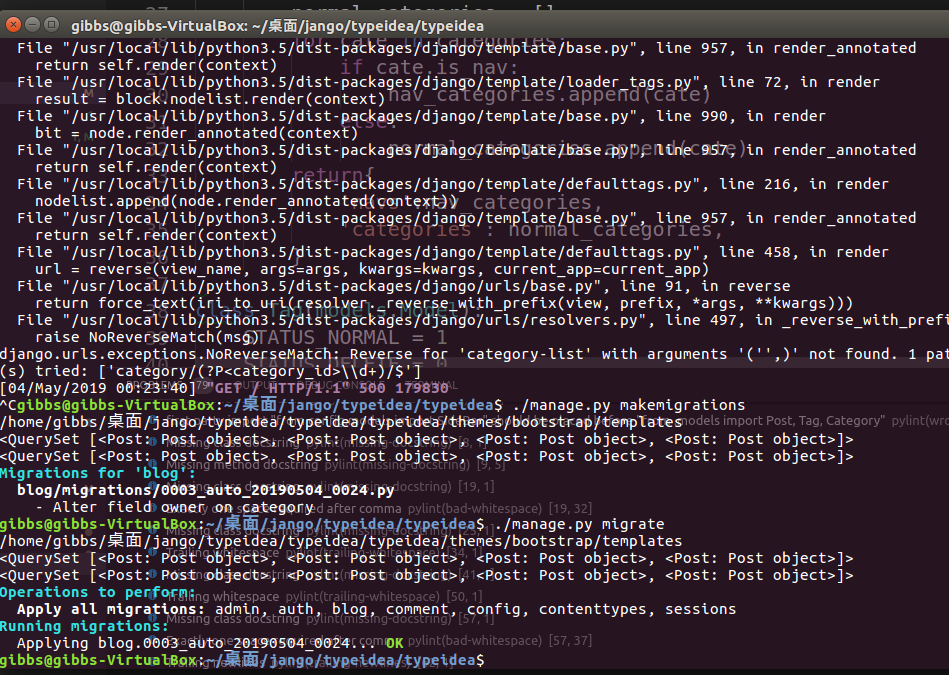 gibbs@gibbs-VirtualBox: ~/桌面/jango/typeidea/typeidea
File "/usr/local/lib/python3.5/dist-packages/django/template/base.py", line 957, in render_annotated
return self.render(context)
File "/usr/local/lib/python3.5/dist-packages/django/template/loader_tags.py", line 72, in render
result = block.nodelist.render(context)
File "/usr/local/lib/python3.5/dist-packages/django/template/base.py", line 990, in render
bit = node.render_annotated(context)
File "/usr/local/lib/python3.5/dist-packages/django/template/base.py", line 957, in render_annotated
return self.render(context)
File "/usr/local/lib/python3.5/dist-packages/django/template/defaulttags.py", line 216, in render
nodelist.append(node.render_annotated(context))
File "/usr/local/lib/python3.5/dist-packages/django/template/base.py", line 957, in render_annotated
return self.render(context)
File "/usr/local/lib/python3.5/dist-packages/django/template/defaulttags.py", line 458, in render
url = reverse(view_name, args=args, kwargs=kwargs, current_app=current_app)
File "/usr/local/lib/python3.5/dist-packages/django/urls/base.py", line 91, in reverse
return force_text(iri_to_uri(resolver._reverse_with_prefix(view, prefix, *args, **kwargs)))
File "/usr/local/lib/python3.5/dist-packages/django/urls/resolvers.py", line 497, in _reverse_with_prefi
raise NoReverseMatch(msg)
django.urls.exceptions.NoReverseMatch: Reverse for 'category-list' with arguments '('',)' not found. 1 pat
(s) tried: ['category/(?P<category_id>\\d+)/$']
[04/May/2019 00:23:40] "GET / HTTP/1.1" 500 179830
^Cgibbs@gibbs-VirtualBox:~/桌面/jango/typeidea/typeidea$ ./manage.py makemigrations
/home/gibbs/桌面/jango/typeidea/typeidea/typeidea/themes/bootstrap/templates
<QuerySet [<Post: Post object>, <Post: Post object>, <Post: Post object>, <Post: Post object>]>
<QuerySet [<Post: Post object>, <Post: Post object>, <Post: Post object>, <Post: Post object>]>
Migrations for 'blog':
blog/migrations/0003_auto_20190504_0024.py
- Alter field owner on category
gibbs@gibbs-VirtualBox:~/桌面/jango/typeidea/typeidea$ ./manage.py migrate
/home/gibbs/桌面/jango/typeidea/typeidea/typeidea/themes/bootstrap/templates
<QuerySet [<Post: Post object>, <Post: Post object>, <Post: Post object>, <Post: Post object>]>
<QuerySet [<Post: Post object>, <Post: Post object>, <Post: Post object>, <Post: Post object>]>
Operations to perform:
Apply all migrations: admin, auth, blog, comment, config, contenttypes, sessions
Running migrations:
Applying blog.0003_auto_20190504_0024... OK
gibbs@gibbs-VirtualBox:~/桌面/jango/typeidea/typeidea$